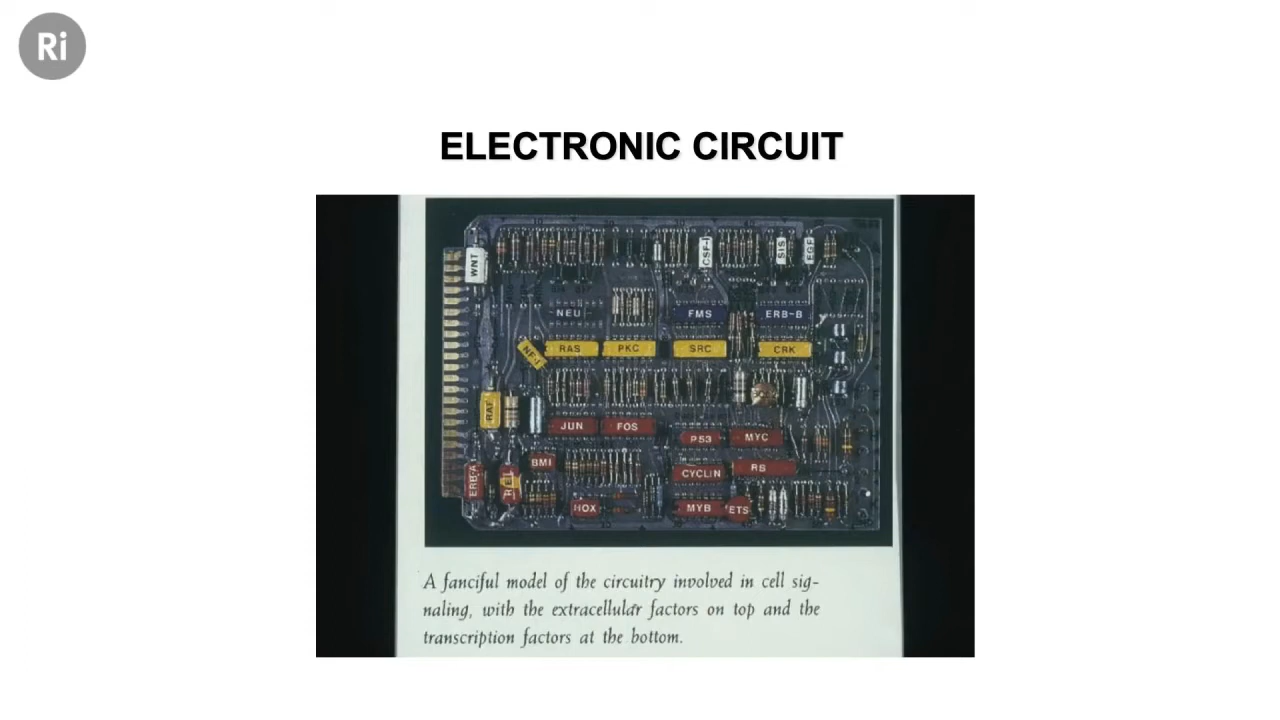 Ri
ELECTRONIC CIRCUIT
WNT
CSF-1
SIS
EGF
NEU
FMS
ERB-B
NF-1
RAS
PKC
SRC
CRK
RAF
JUN
FOS
P53
MYC
BMI
ERB-A
REL
CYCLIN
RB
HOX
MYB
ETS
A fanciful model of the circuitry involved in cell sig-
naling, with the extracellular factors on top and the
transcription factors at the bottom.